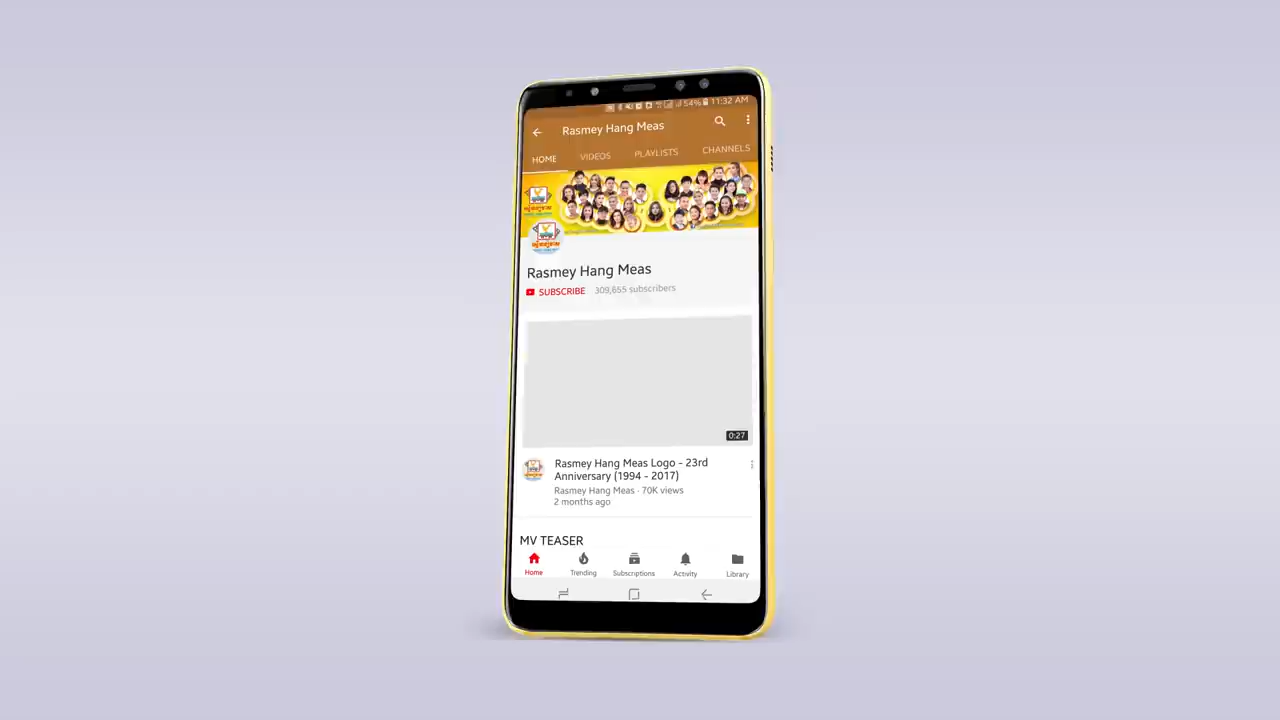 54% 11:32 AM
Rasmey Hang Meas
HOME VIDEOS PLAYLISTS CHANNELS
Rasmey Hang Meas
SUBSCRIBE 309,655 subscribers
0:27
Rasmey Hang Meas Logo - 23rd
Anniversary (1994 - 2017)
Rasmey Hang Meas · 70K views
2 months ago
MV TEASER
Home Trending Subscriptions Activity Library